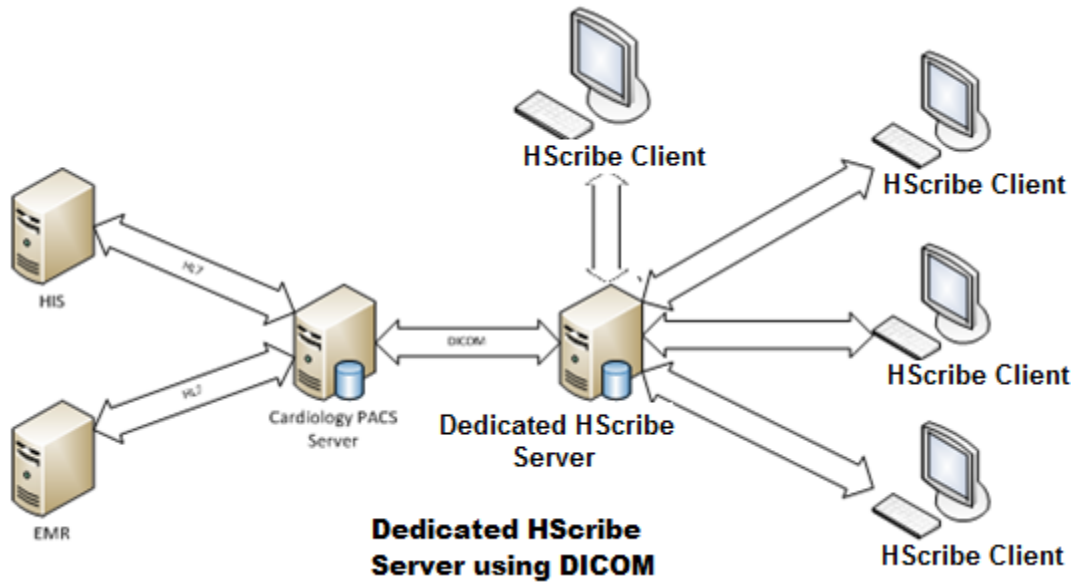 HScribe Client
HScribe Client
HL7
HIS
DICOM
HScribe Client
HL7
Cardiology PACS
Server
Dedicated HScribe
Server
EMR
Dedicated HScribe
Server using DICOM
HScribe Client